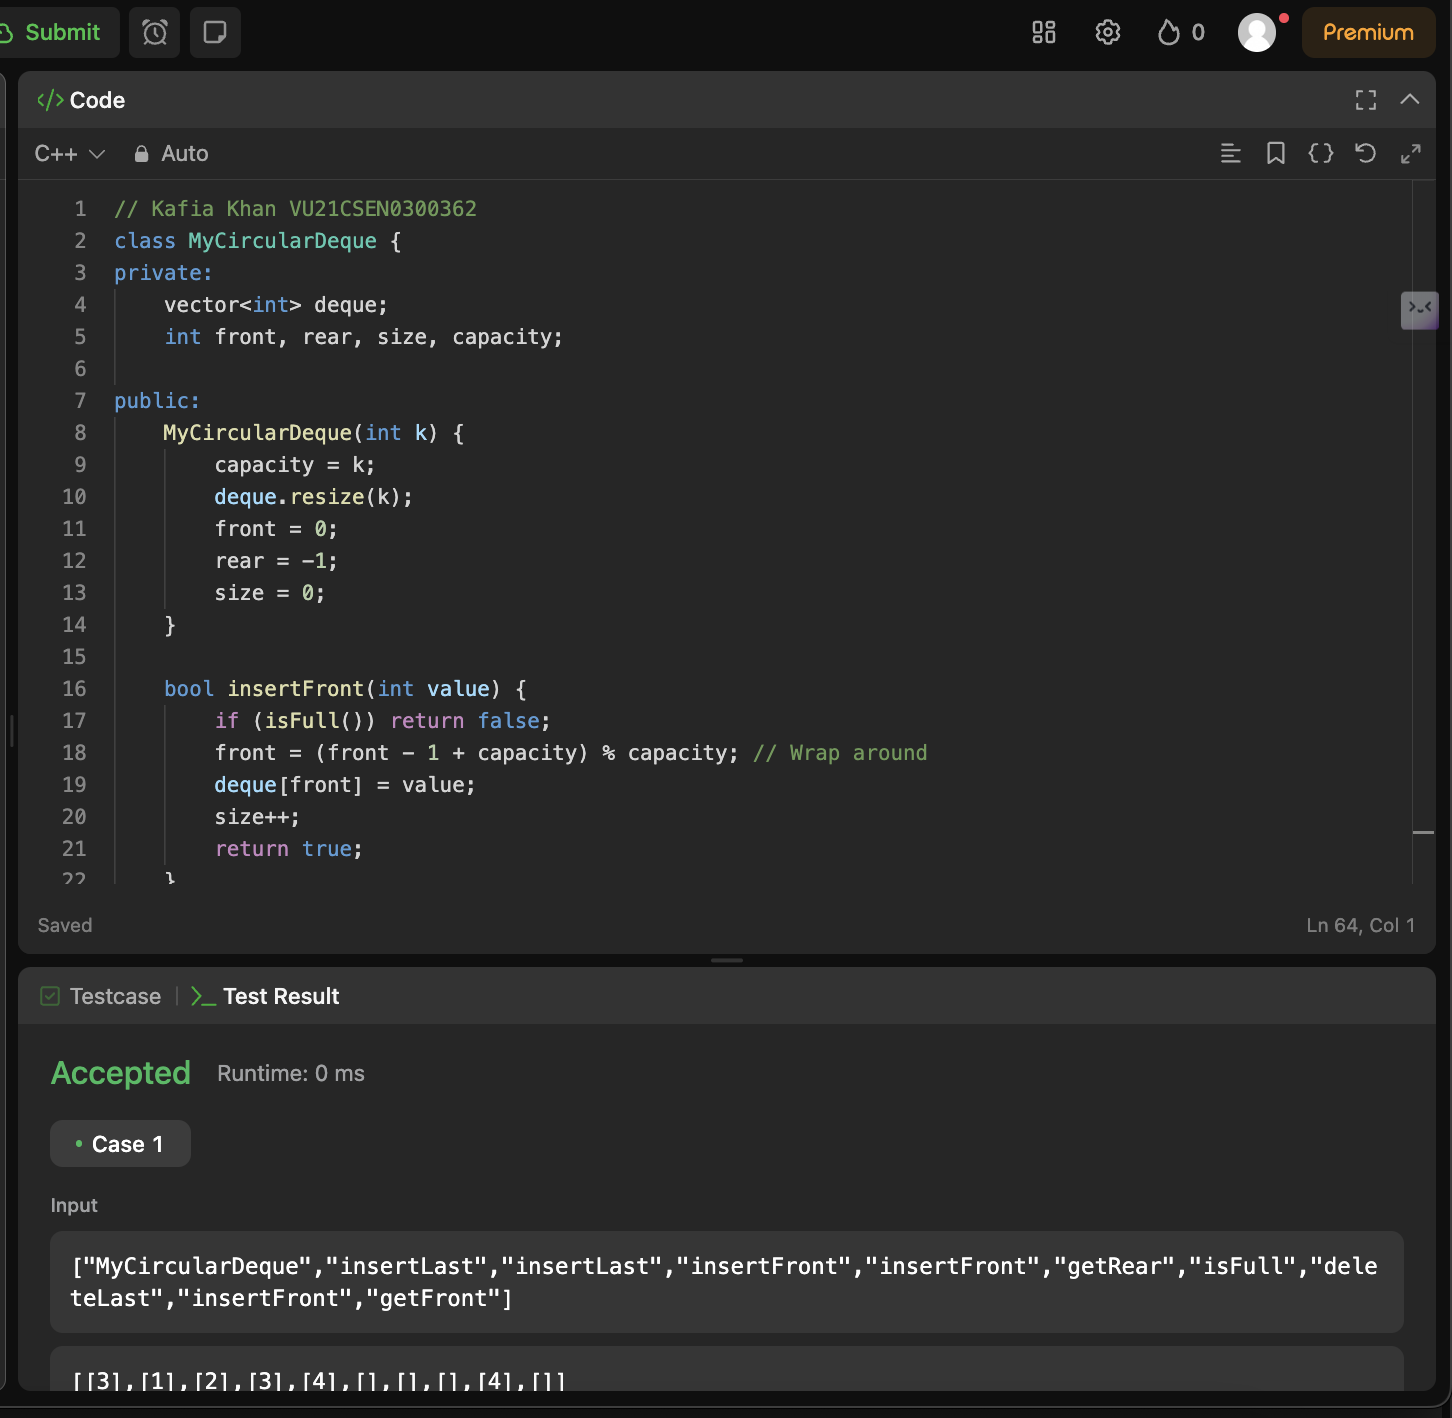 Submit
0
Premium
</> Code
C++ Auto
1 // Kafia Khan VU21CSEN0300362
2 class MyCircularDeque {
3 private:
4     vector<int> deque;
5     int front, rear, size, capacity;
6
7 public:
8     MyCircularDeque(int k) {
9         capacity = k;
10         deque.resize(k);
11         front = 0;
12         rear = -1;
13         size = 0;
14     }
15
16     bool insertFront(int value) {
17         if (isFull()) return false;
18         front = (front - 1 + capacity) % capacity; // Wrap around
19         deque[front] = value;
20         size++;
21         return true;
22     }
Saved
Ln 64, Col 1
Testcase | >_ Test Result
Accepted Runtime: 0 ms
• Case 1
Input
["MyCircularDeque","insertLast","insertLast","insertFront","insertFront","getRear","isFull","dele
teLast","insertFront","getFront"]
[[3],[1],[2],[3],[4],[],[],[],[4],[]]